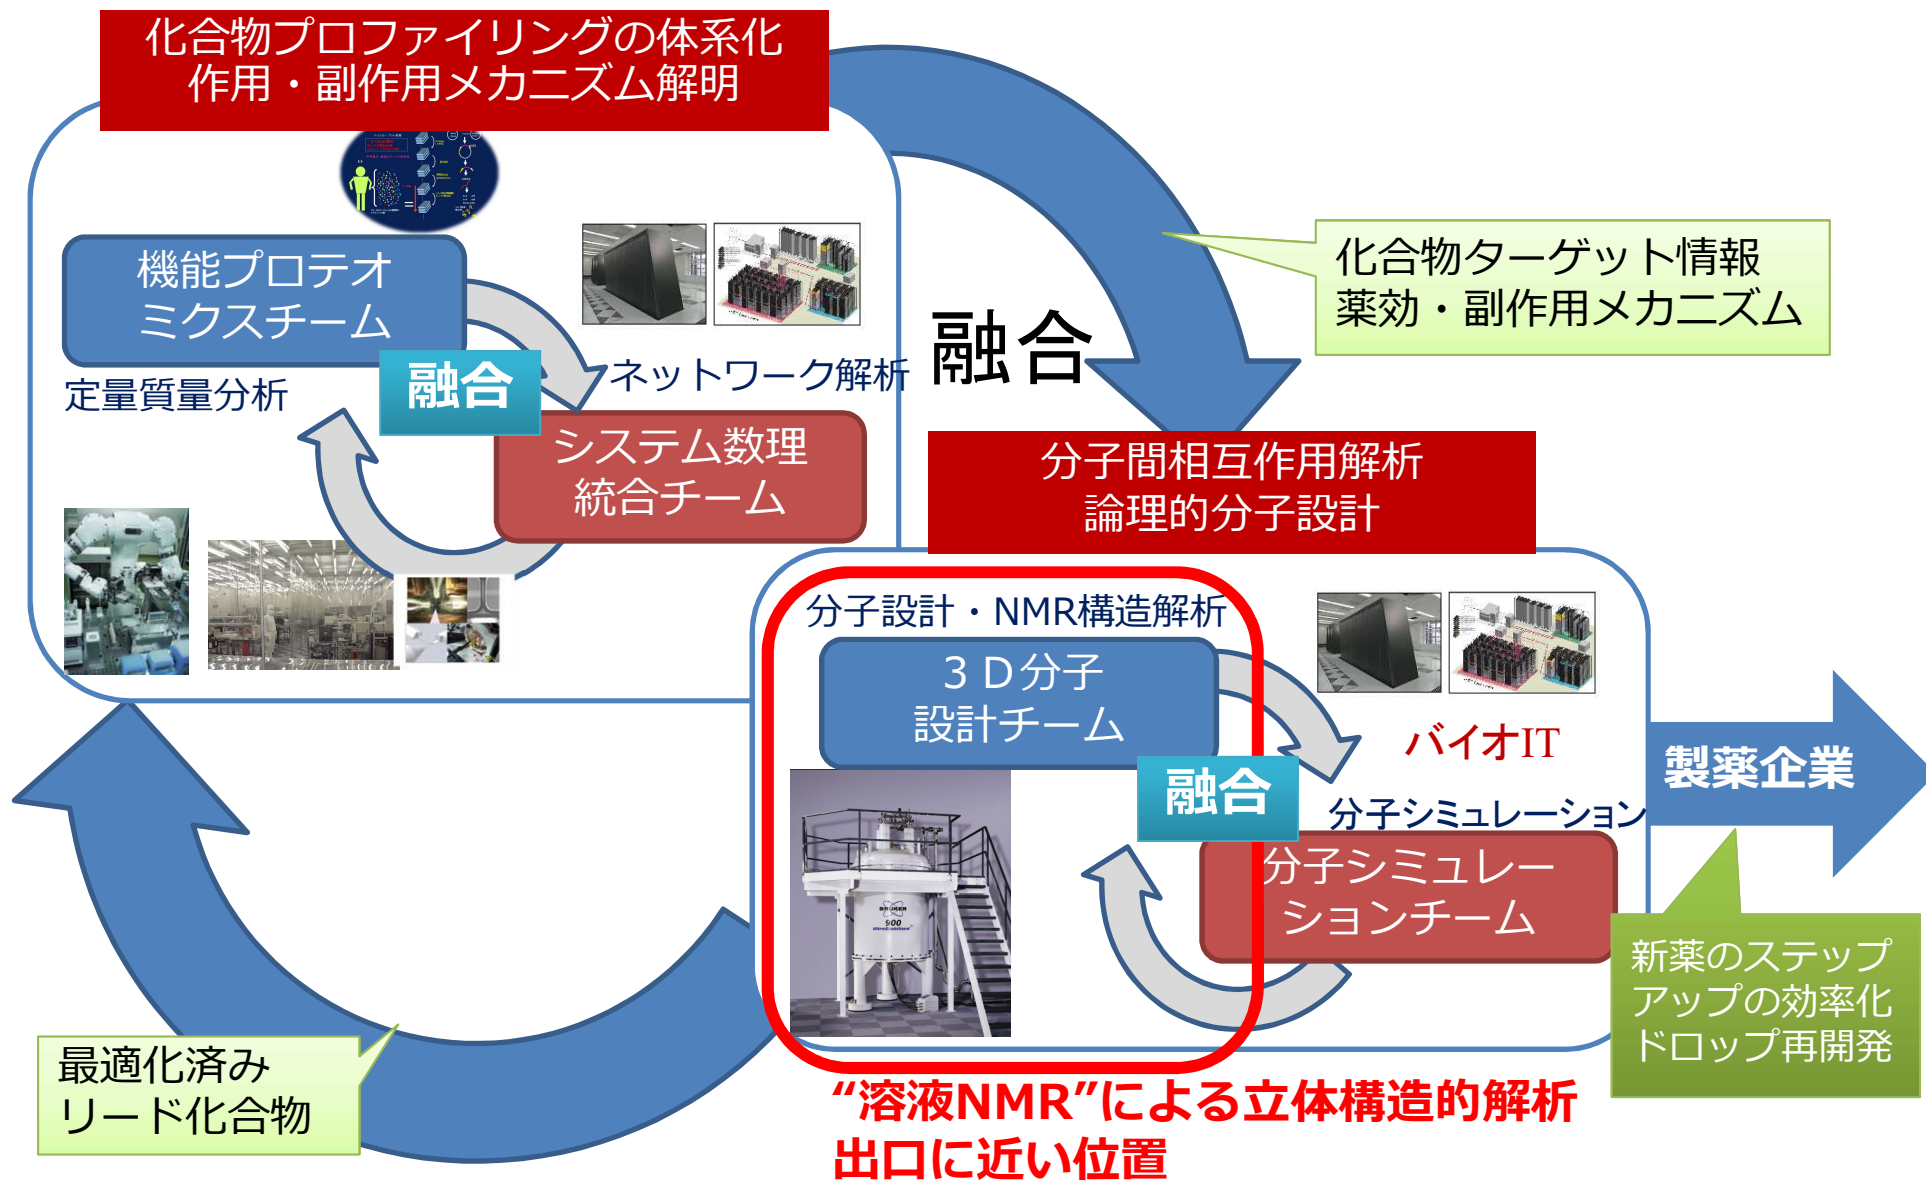 化合物プロファイリングの体系化
作用・副作用メカニズム解明
機能プロテオ
ミクスチーム
定量質量分析
融合
ネットワーク解析
システム数理
統合チーム
融合
化合物ターゲット情報
薬効・副作用メカニズム
分子間相互作用解析
論理的分子設計
分子設計・NMR構造解析
３Ｄ分子
設計チーム
融合
バイオIT
分子シミュレーション
分子シミュレー
ションチーム
BRUKER
900
製薬企業
新薬のステップ
アップの効率化
ドロップ再開発
最適化済み
リード化合物
“溶液NMR”による立体構造的解析
出口に近い位置